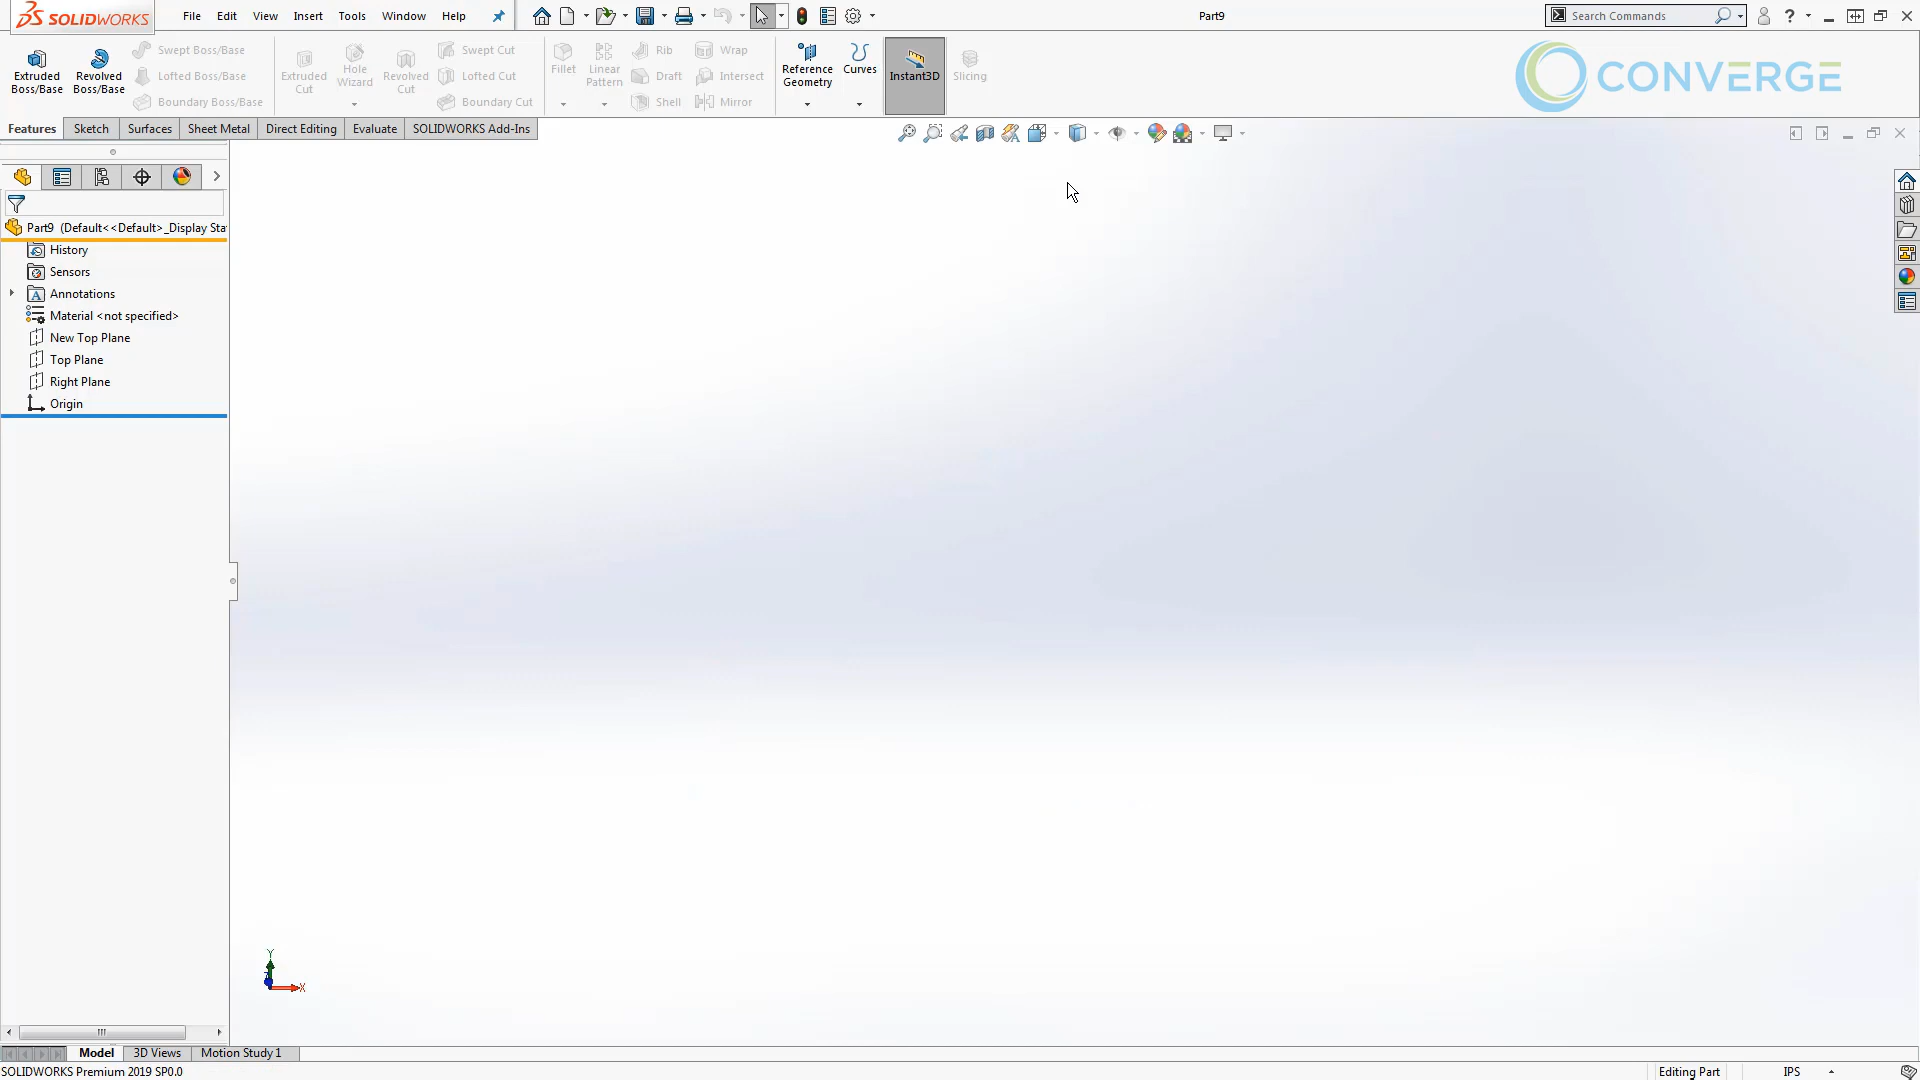 SOLIDWORKS File Edit View Insert Tools Window Help Part9 Search Commands ?
Extruded Boss/Base
Revolved Boss/Base
Swept Boss/Base
Lofted Boss/Base
Boundary Boss/Base
Extruded Cut
Hole Wizard
Revolved Cut
Swept Cut
Lofted Cut
Boundary Cut
Fillet
Linear Pattern
Rib
Draft
Shell
Wrap
Intersect
Mirror
Reference Geometry
Curves
Instant3D
Slicing
CONVERGE
Features Sketch Surfaces Sheet Metal Direct Editing Evaluate SOLIDWORKS Add-Ins
Part9 (Default<<Default>_Display Sta
History
Sensors
Annotations
Material <not specified>
New Top Plane
Top Plane
Right Plane
Origin
Y
X
Model 3D Views Motion Study 1
SOLIDWORKS Premium 2019 SP0.0 Editing Part IPS